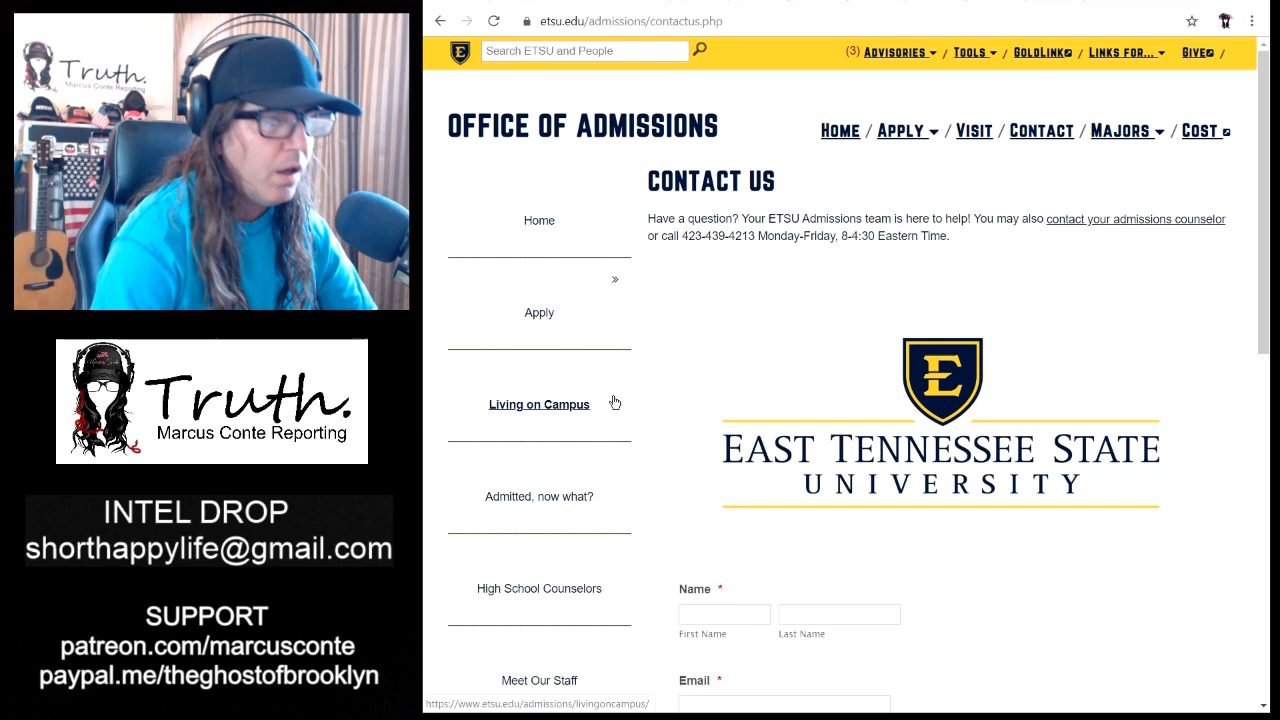 Truth.
Marcus Conte Reporting
Truth.
Marcus Conte Reporting
INTEL DROP
shorthappylife@gmail.com
SUPPORT
patreon.com/marcusconte
paypal.me/theghostofbrooklyn
etsu.edu/admissions/contactus.php
E
Search ETSU and People
(3) ADVISORIES / TOOLS / GOLDLINK / LINKS FOR... GIVE /
OFFICE OF ADMISSIONS
HOME / APPLY / VISIT / CONTACT / MAJORS / COST
Home
»
Apply
Living on Campus
Admitted, now what?
High School Counselors
Meet Our Staff
CONTACT US
Have a question? Your ETSU Admissions team is here to help! You may also contact your admissions counselor
or call 423-439-4213 Monday-Friday, 8-4:30 Eastern Time.
E
EAST TENNESSEE STATE
UNIVERSITY
Name *
First Name Last Name
Email *
https://www.etsu.edu/admissions/livingoncampus/